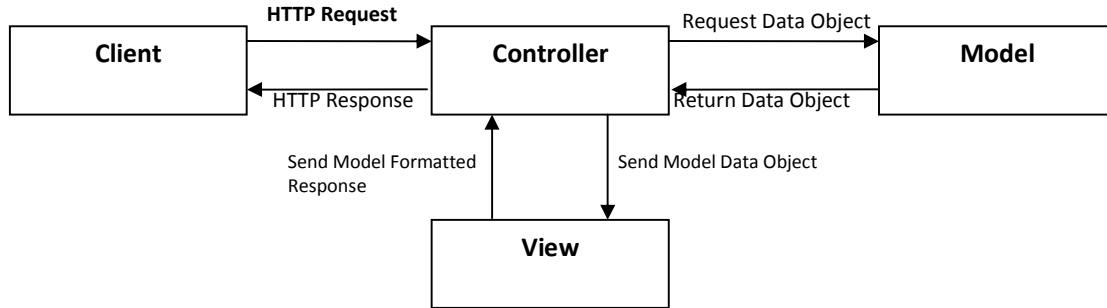 HTTP Request
Request Data Object
Client
Controller
Model
HTTP Response
Return Data Object
Send Model Formatted
Response
Send Model Data Object
View